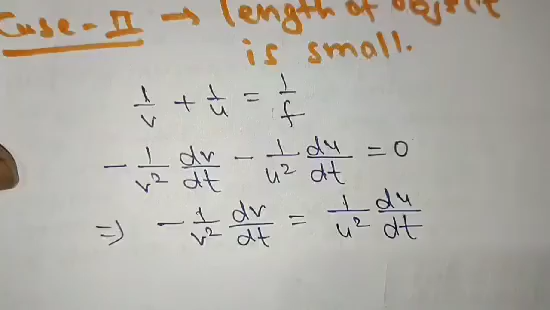 Case-II → length of object
is small.
1/v + 1/u = 1/f
- 1/v² dv/dt - 1/u² du/dt = 0
⇒ - 1/v² dv/dt = 1/u² du/dt